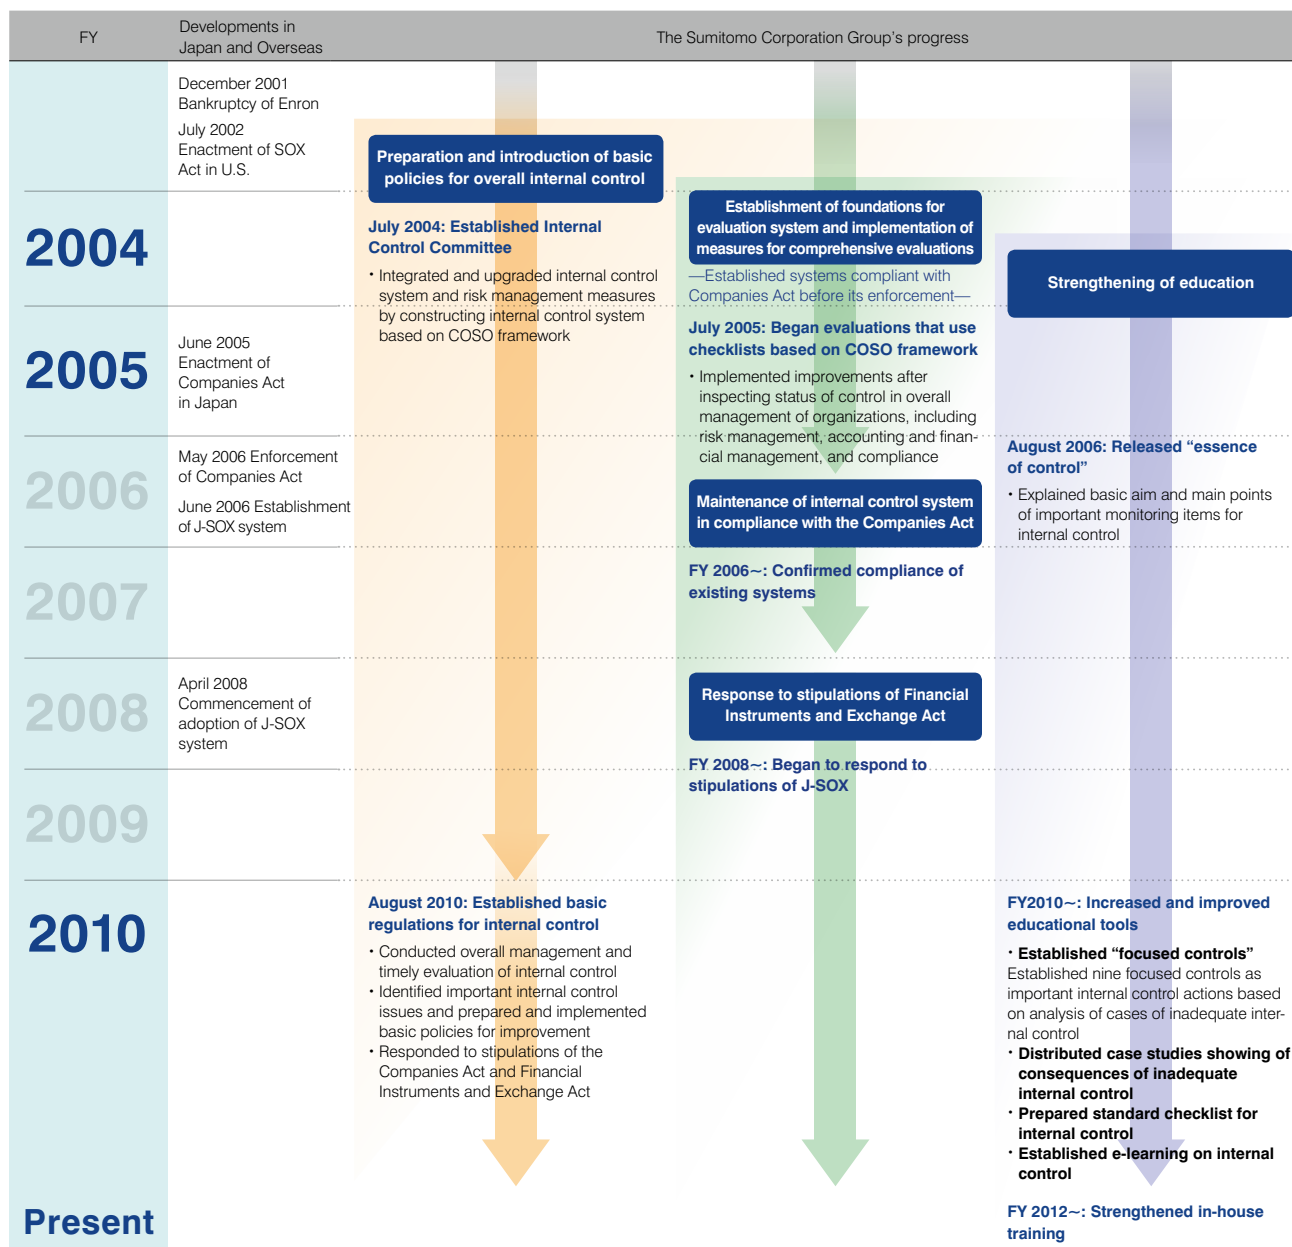 FY
Developments in
Japan and Overseas
The Sumitomo Corporation Group's progress
December 2001
Bankruptcy of Enron
July 2002
Enactment of SOX
Act in U.S.
Preparation and introduction of basic
policies for overall internal control
2004
July 2004: Established Internal
Control Committee
• Integrated and upgraded internal control
system and risk management measures
by constructing internal control system
based on COSO framework
Establishment of foundations for
evaluation system and implementation of
measures for comprehensive evaluations
—Established systems compliant with
Companies Act before its enforcement—
Strengthening of education
2005
June 2005
Enactment of
Companies Act
in Japan
July 2005: Began evaluations that use
checklists based on COSO framework
• Implemented improvements after
inspecting status of control in overall
management of organizations, including
risk management, accounting and finan-
cial management, and compliance
2006
May 2006 Enforcement
of Companies Act
June 2006 Establishment
of J-SOX system
Maintenance of internal control system
in compliance with the Companies Act
August 2006: Released “essence
of control”
• Explained basic aim and main points
of important monitoring items for
internal control
2007
FY 2006~: Confirmed compliance of
existing systems
2008
April 2008
Commencement of
adoption of J-SOX
system
Response to stipulations of Financial
Instruments and Exchange Act
FY 2008~: Began to respond to
stipulations of J-SOX
2009
2010
August 2010: Established basic
regulations for internal control
• Conducted overall management and
timely evaluation of internal control
• Identified important internal control
issues and prepared and implemented
basic policies for improvement
• Responded to stipulations of the
Companies Act and Financial
Instruments and Exchange Act
FY2010~: Increased and improved
educational tools
• Established “focused controls”
Established nine focused controls as
important internal control actions based
on analysis of cases of inadequate inter-
nal control
• Distributed case studies showing of
consequences of inadequate
internal control
• Prepared standard checklist for
internal control
• Established e-learning on internal
control
Present
FY 2012~: Strengthened in-house
training